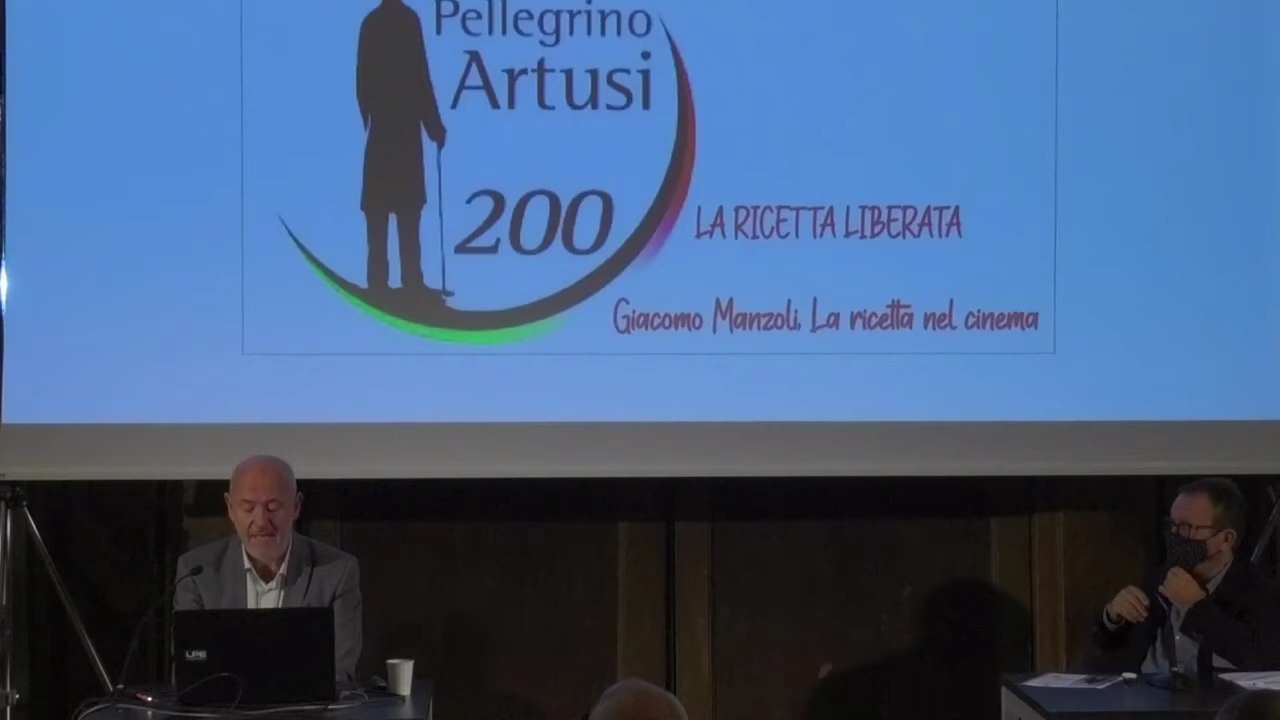 Pellegrino
Artusi
200
LA RICETTA LIBERATA
Giacomo Manzoli, La ricetta nel cinema